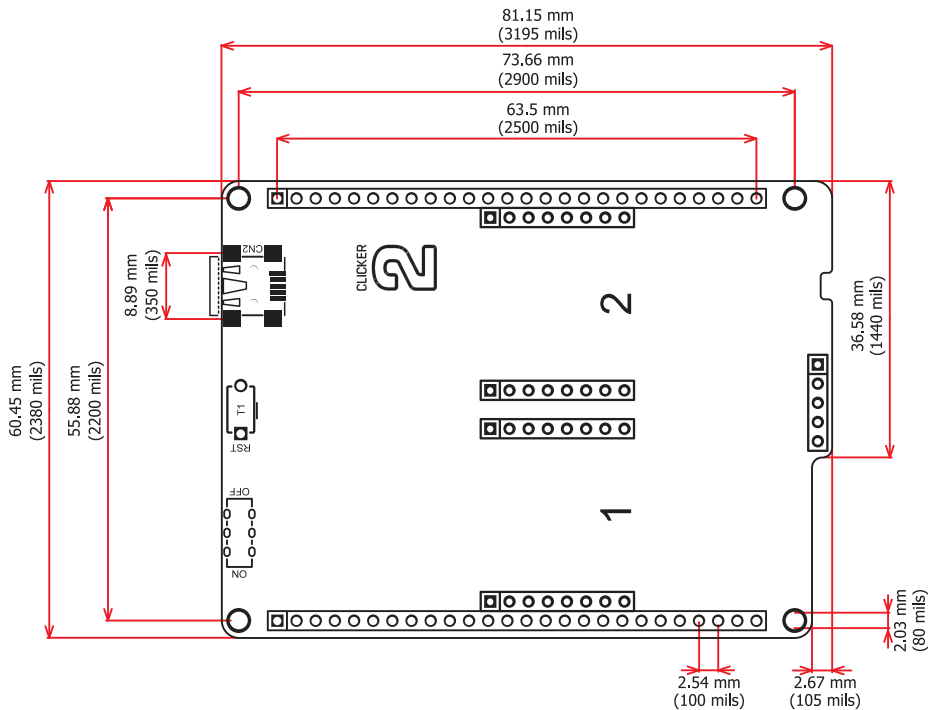 81.15 mm
(3195 mils)
73.66 mm
(2900 mils)
63.5 mm
(2500 mils)
CN2
CLICKER
2
8.89 mm
(350 mils)
2
36.58 mm
(1440 mils)
60.45 mm
(2380 mils)
55.88 mm
(2200 mils)
T1
RST
OFF
1
ON
2.03 mm
(80 mils)
2.54 mm
(100 mils)
2.67 mm
(105 mils)